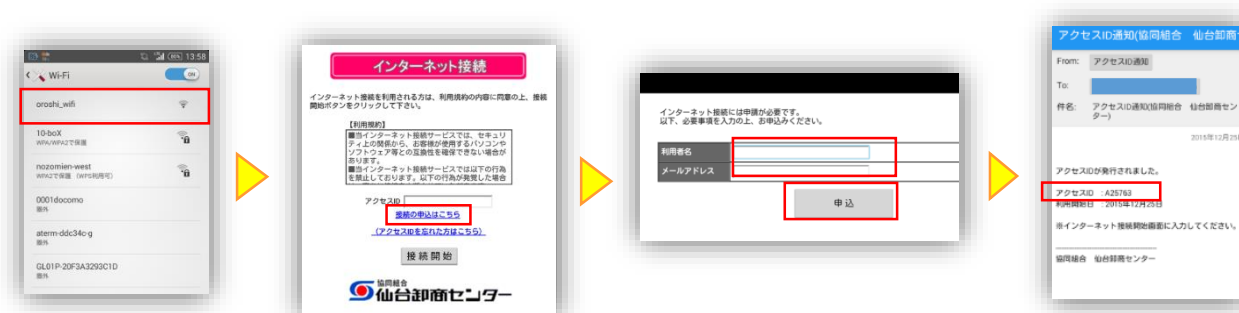 13:58
Wi-Fi
ON
oroshi_wifi
10-boX
WPA/WPA2で保護
nozomien-west
WPA2で保護 (WPS利用可)
0001docomo
圏外
aterm-ddc34c-g
圏外
GL01P-20F3A3293C1D
圏外
インターネット接続
インターネット接続を利用される方は、利用規約の内容に同意の上、接続
開始ボタンをクリックして下さい。
【利用規約】
■当インターネット接続サービスでは、セキュリ
ティ上の関係から、お客様が使用するパソコンや
ソフトウェア等との互換性を確保できない場合が
あります。
■当インターネット接続サービスでは以下の行為
を禁止しております。以下の行為が発覚した場合
アクセスID
接続の申込はこちら
(アクセスIDを忘れた方はこちら)
接続開始
協同組合
仙台卸商センター
インターネット接続には申請が必要です。
以下、必要事項を入力の上、お申込みください。
利用者名
メールアドレス
申込
アクセスID通知(協同組合 仙台卸商
From: アクセスID通知
To:
件名: アクセスID通知(協同組合 仙台卸商セン
ター)
2015年12月25
アクセスIDが発行されました。
アクセスID :A25763
利用開始日 :2015年12月25日
※インターネット接続開始画面に入力してください。
協同組合 仙台卸商センター